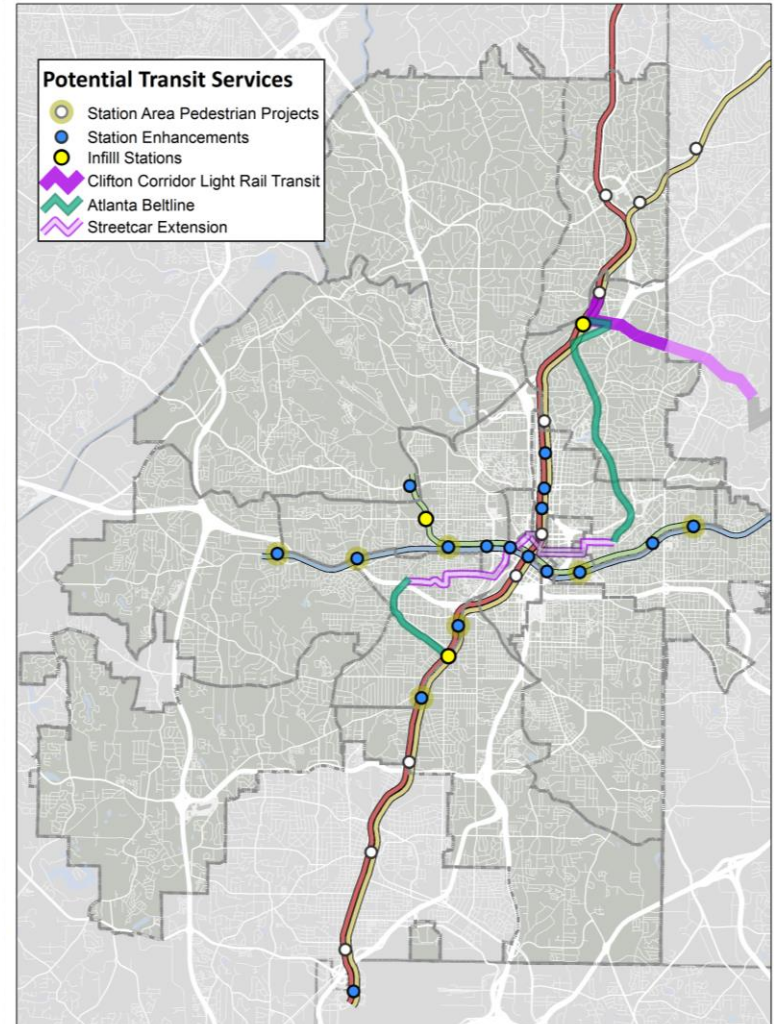 Potential Transit Services
Station Area Pedestrian Projects
Station Enhancements
Infilll Stations
Clifton Corridor Light Rail Transit
Atlanta Beltline
Streetcar Extension